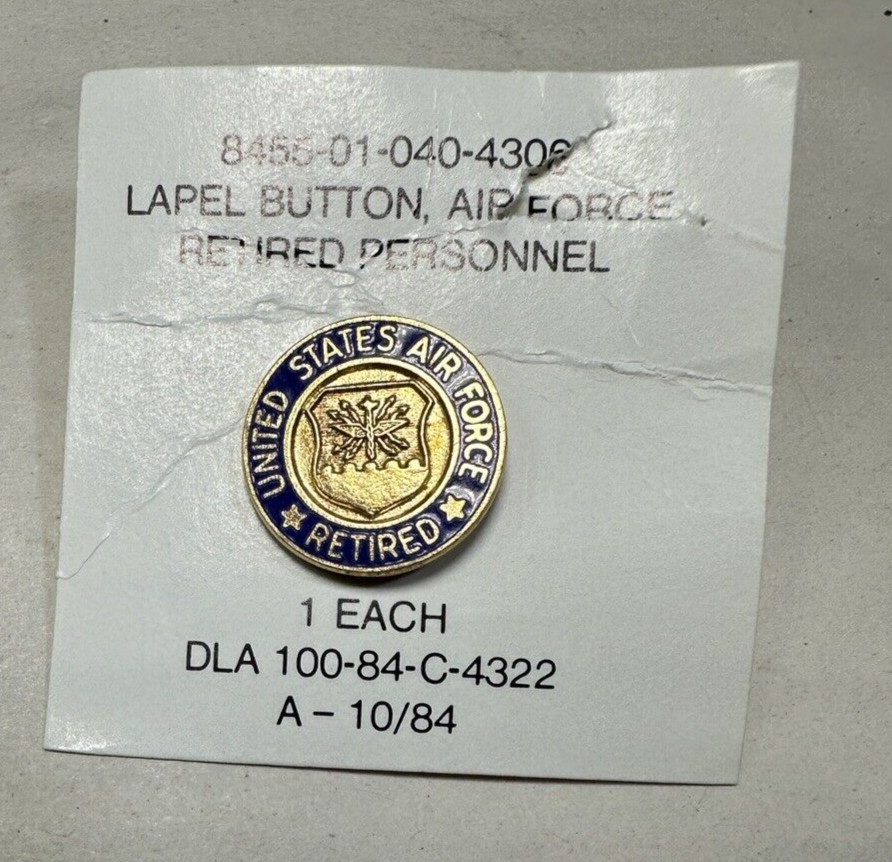 8455-01-040-4306
LAPEL BUTTON, AIR FORCE
RETIRED PERSONNEL
UNITED STATES AIR FORCE
RETIRED
1 EACH
DLA 100-84-C-4322
A – 10/84